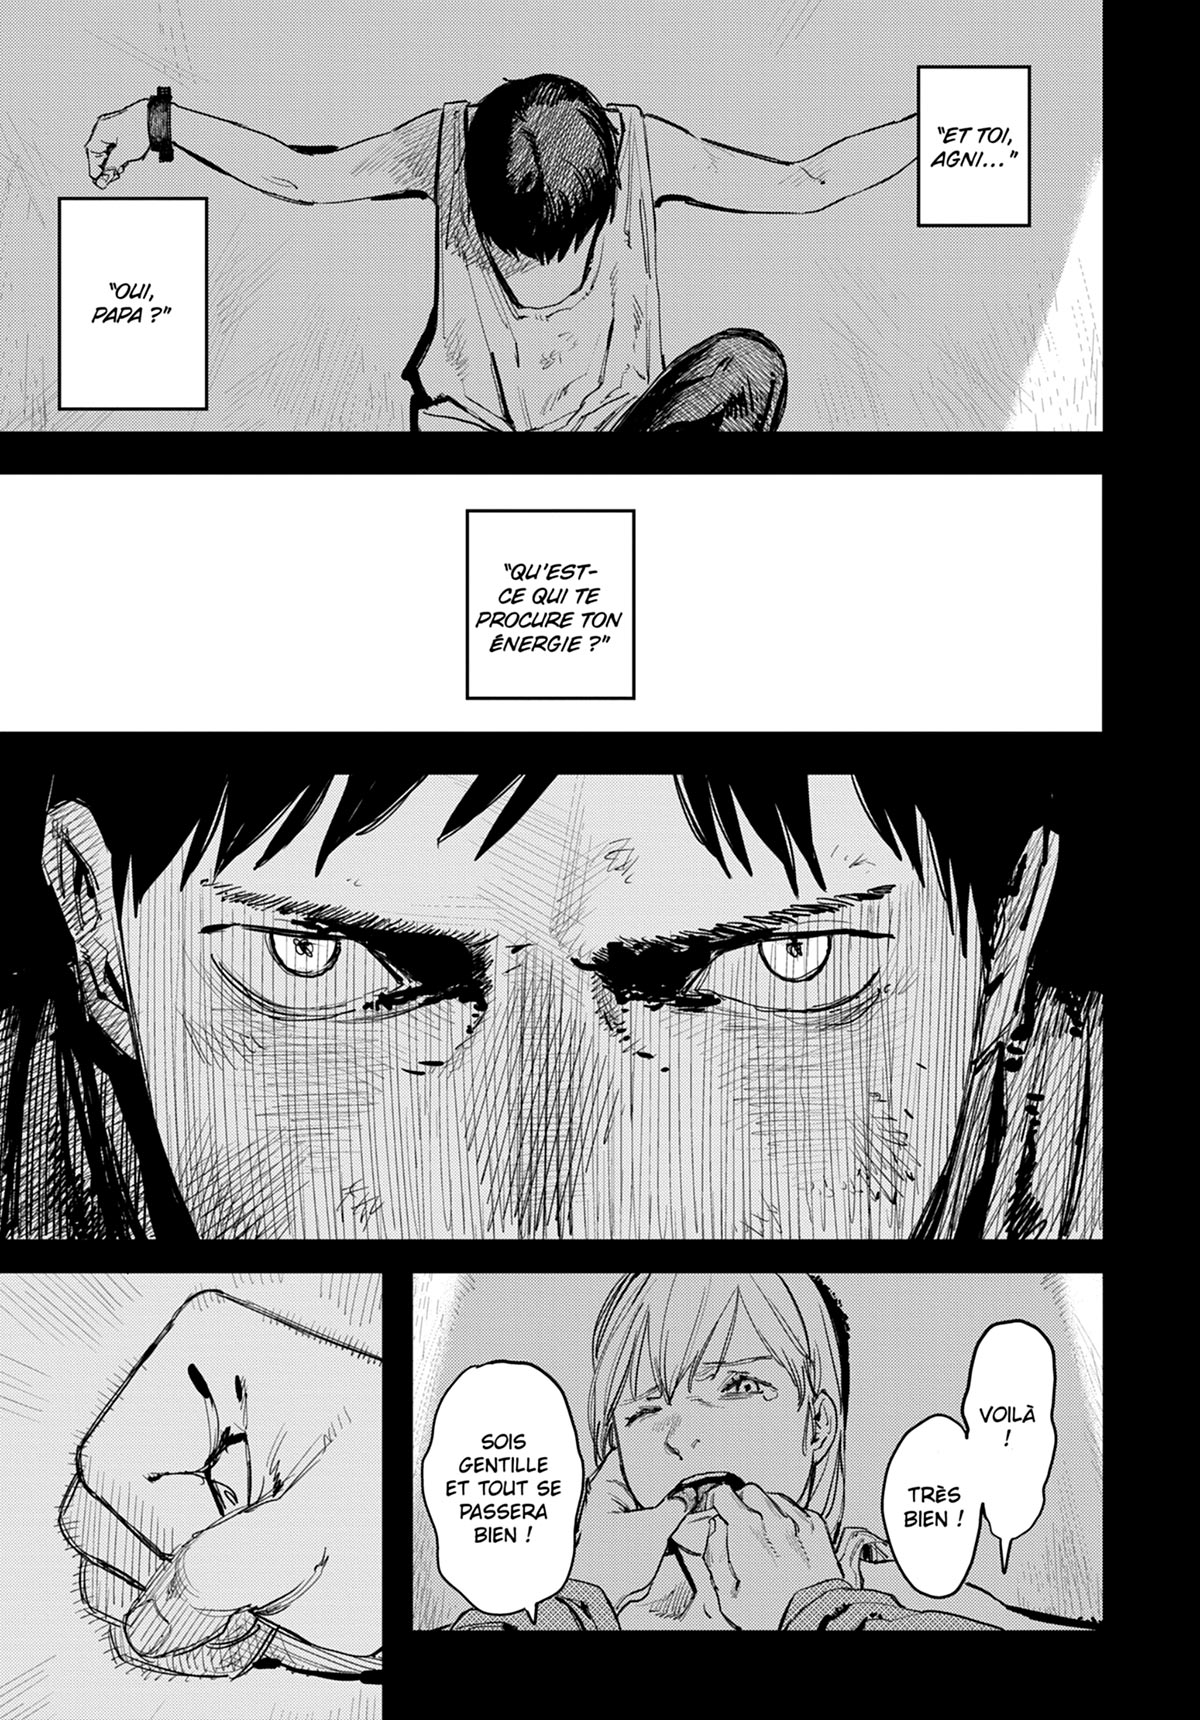 “ET TOI,
AGNI...”
“OUI,
PAPA ?”
“QU’EST-
CE QUI TE
PROCURE TON
ÉNERGIE ?”
VOILÀ
!
TRÈS
BIEN !
SOIS
GENTILLE
ET TOUT SE
PASSERA
BIEN !